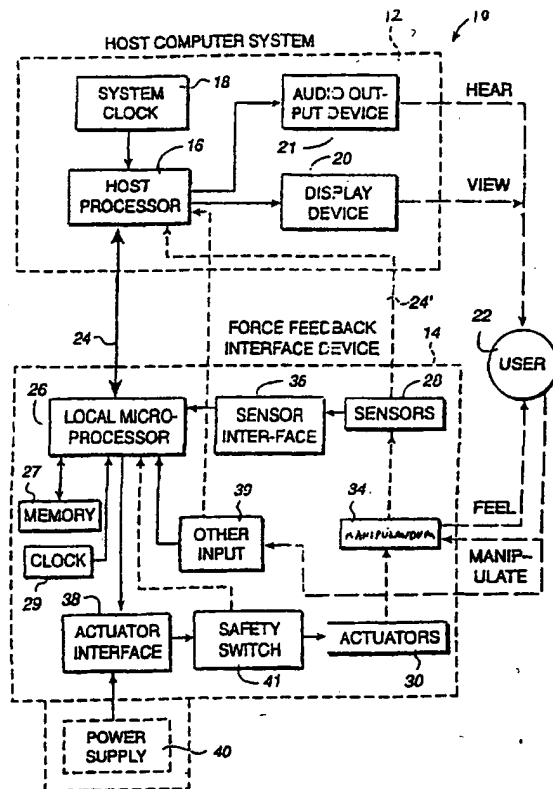 10
12
HOST COMPUTER SYSTEM
18
SYSTEM
CLOCK
AUDIO OUT-
PUT DEVICE
HEAR
21
16
20
HOST
PROCESSOR
DISPLAY
DEVICE
VIEW
24'
24
FORCE FEEDBACK
INTERFACE DEVICE
14
22
USER
26
36
28
LOCAL MICRO-
PROCESSOR
SENSOR
INTER-FACE
SENSORS
27
MEMORY
39
34
FEEL
OTHER
INPUT
MANIPULANDUM
MANIP-
ULATE
CLOCK
29
38
ACTUATOR
INTERFACE
SAFETY
SWITCH
ACTUATORS
41
30
POWER
SUPPLY
40